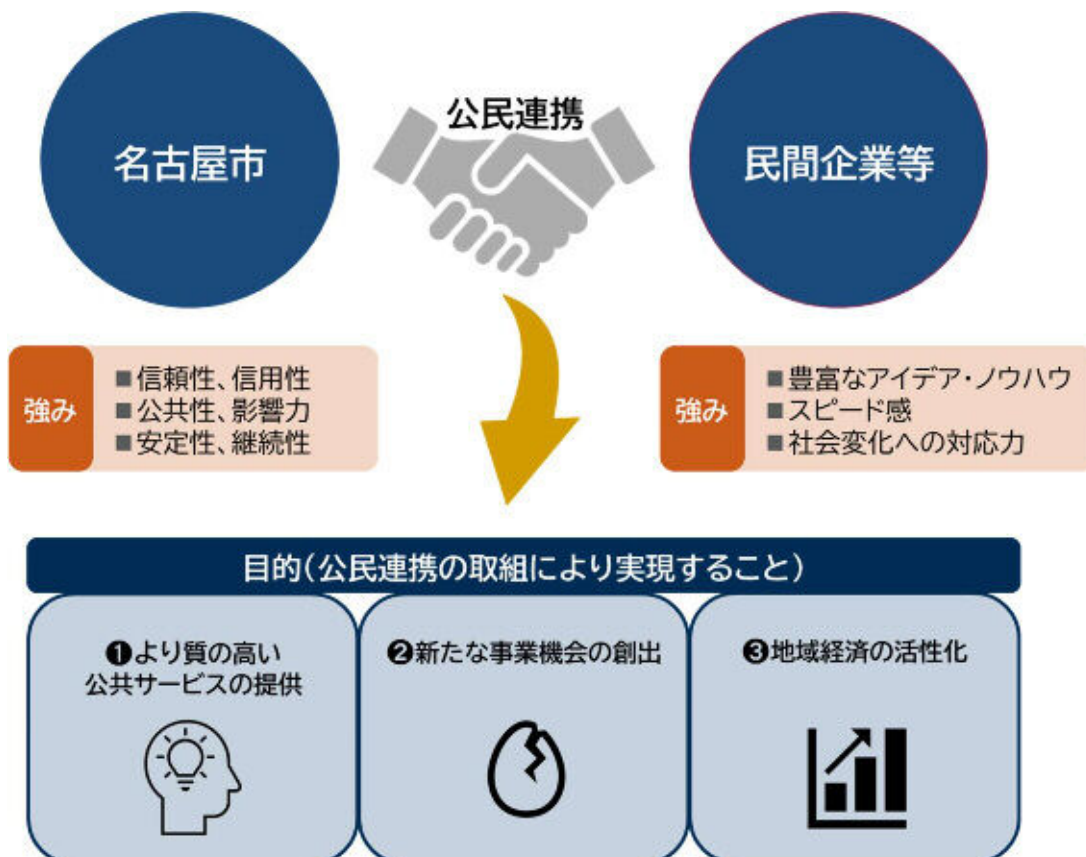 公民連携
名古屋市
民間企業等
強み
■信頼性、信用性
■公共性、影響力
■安定性、継続性
強み
■豊富なアイデア・ノウハウ
■スピード感
■社会変化への対応力
目的(公民連携の取組により実現すること)
❶より質の高い
公共サービスの提供
❷新たな事業機会の創出
❸地域経済の活性化